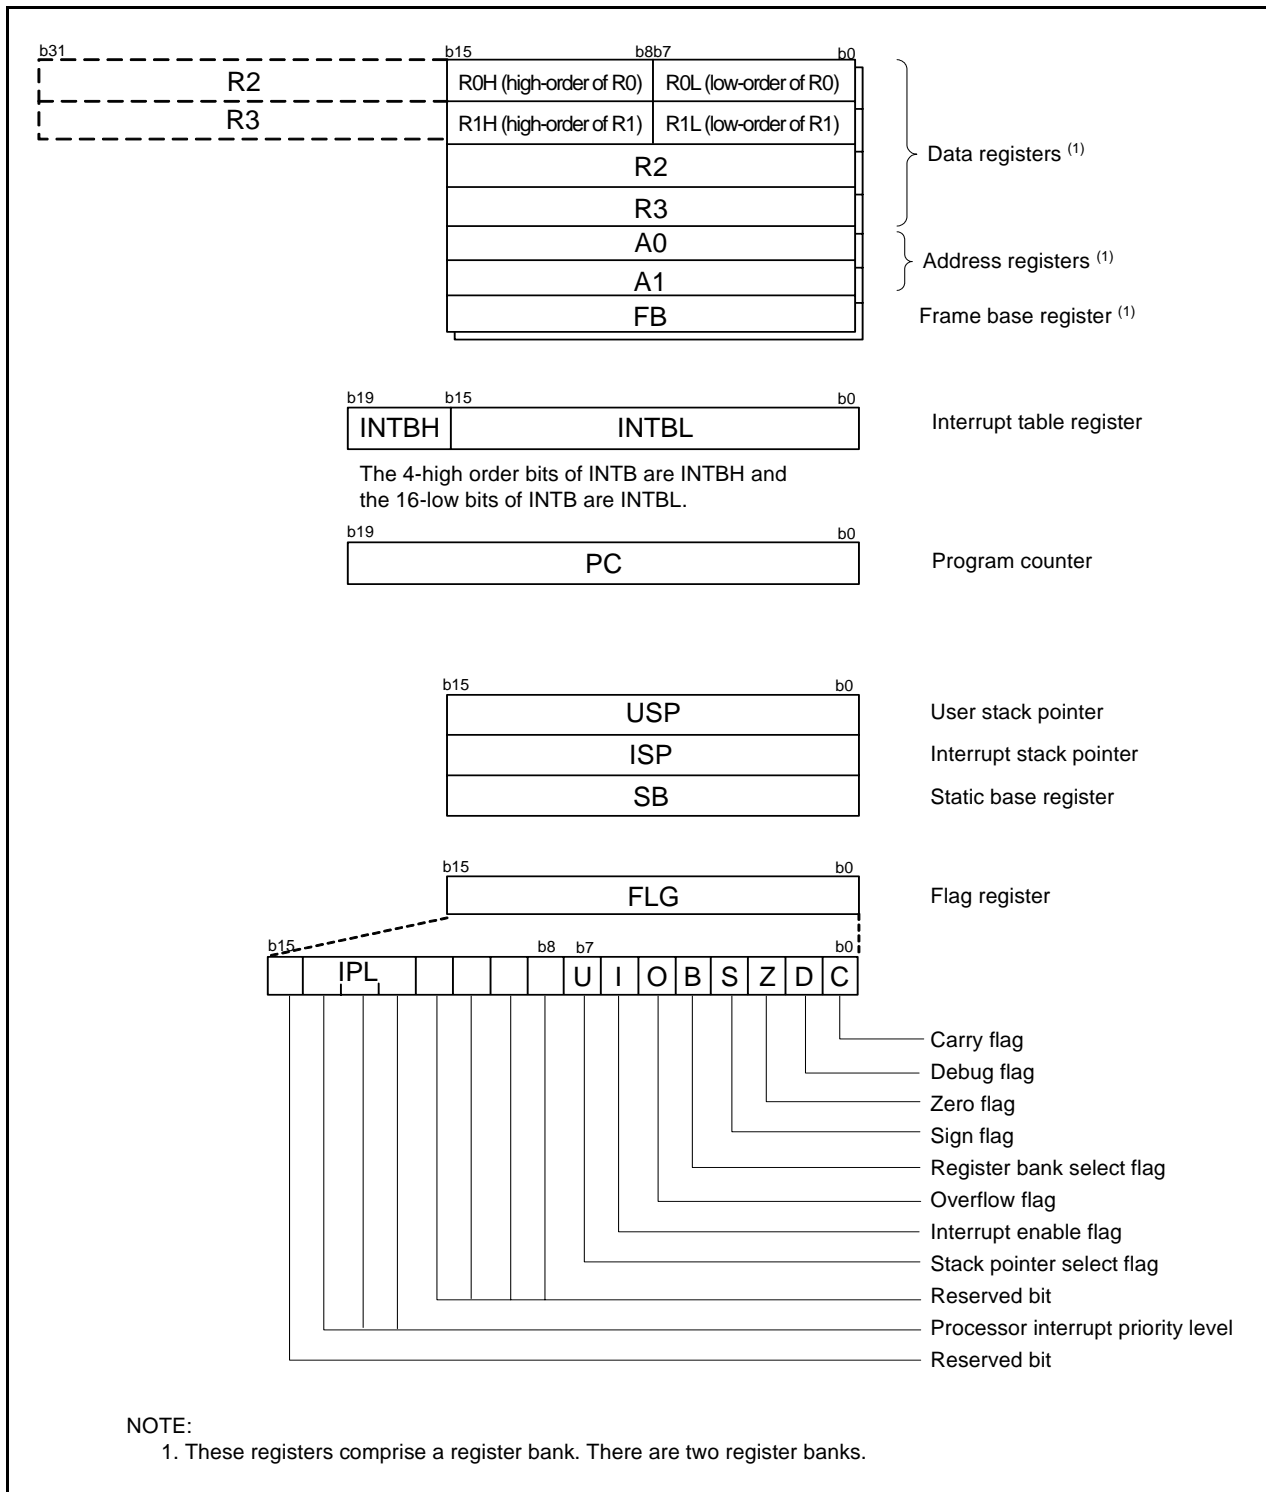 b31 b15 b8b7 b0
R2 R0H (high-order of R0) R0L (low-order of R0)
R3 R1H (high-order of R1) R1L (low-order of R1)
Data registers (1)
R2
R3
A0
Address registers (1)
A1
FB Frame base register (1)
b19 b15 b0
INTBH INTBL Interrupt table register
The 4-high order bits of INTB are INTBH and
the 16-low bits of INTB are INTBL.
b19 b0
PC Program counter
b15 b0
USP User stack pointer
ISP Interrupt stack pointer
SB Static base register
b15 b0
FLG Flag register
b15 b8 b7 b0
IPL U I O B S Z D C
Carry flag
Debug flag
Zero flag
Sign flag
Register bank select flag
Overflow flag
Interrupt enable flag
Stack pointer select flag
Reserved bit
Processor interrupt priority level
Reserved bit
NOTE:
1. These registers comprise a register bank. There are two register banks.